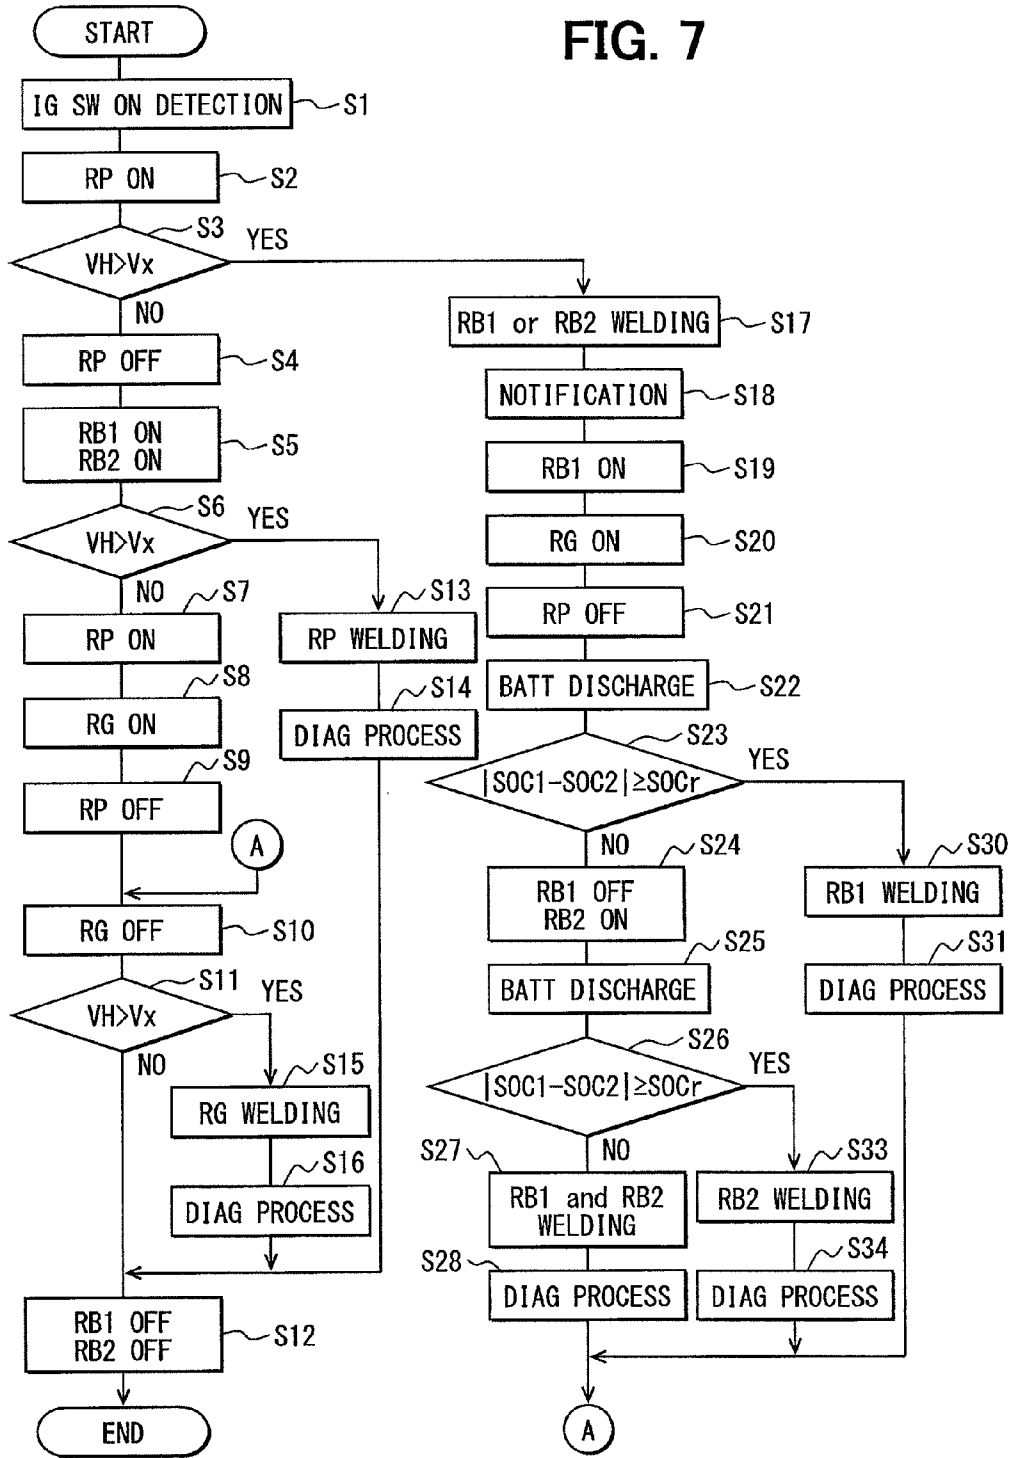 FIG. 7
START
IG SW ON DETECTION
S1
RP ON
S2
S3
VH>Vx
YES
NO
RP OFF
S4
RB1 ON
RB2 ON
S5
S6
VH>Vx
YES
NO
S7
RP ON
S8
RG ON
S9
RP OFF
A
RG OFF
S10
S11
VH>Vx
YES
NO
S13
RP WELDING
S14
DIAG PROCESS
S15
RG WELDING
S16
DIAG PROCESS
RB1 OFF
RB2 OFF
S12
END
RB1 or RB2 WELDING
S17
NOTIFICATION
S18
RB1 ON
S19
RG ON
S20
RP OFF
S21
BATT DISCHARGE
S22
S23
|SOC1-SOC2|≥SOCr
YES
NO
S24
RB1 OFF
RB2 ON
S25
BATT DISCHARGE
S26
|SOC1-SOC2|≥SOCr
YES
NO
S27
RB1 and RB2
WELDING
S28
DIAG PROCESS
S33
RB2 WELDING
S34
DIAG PROCESS
S30
RB1 WELDING
S31
DIAG PROCESS
A